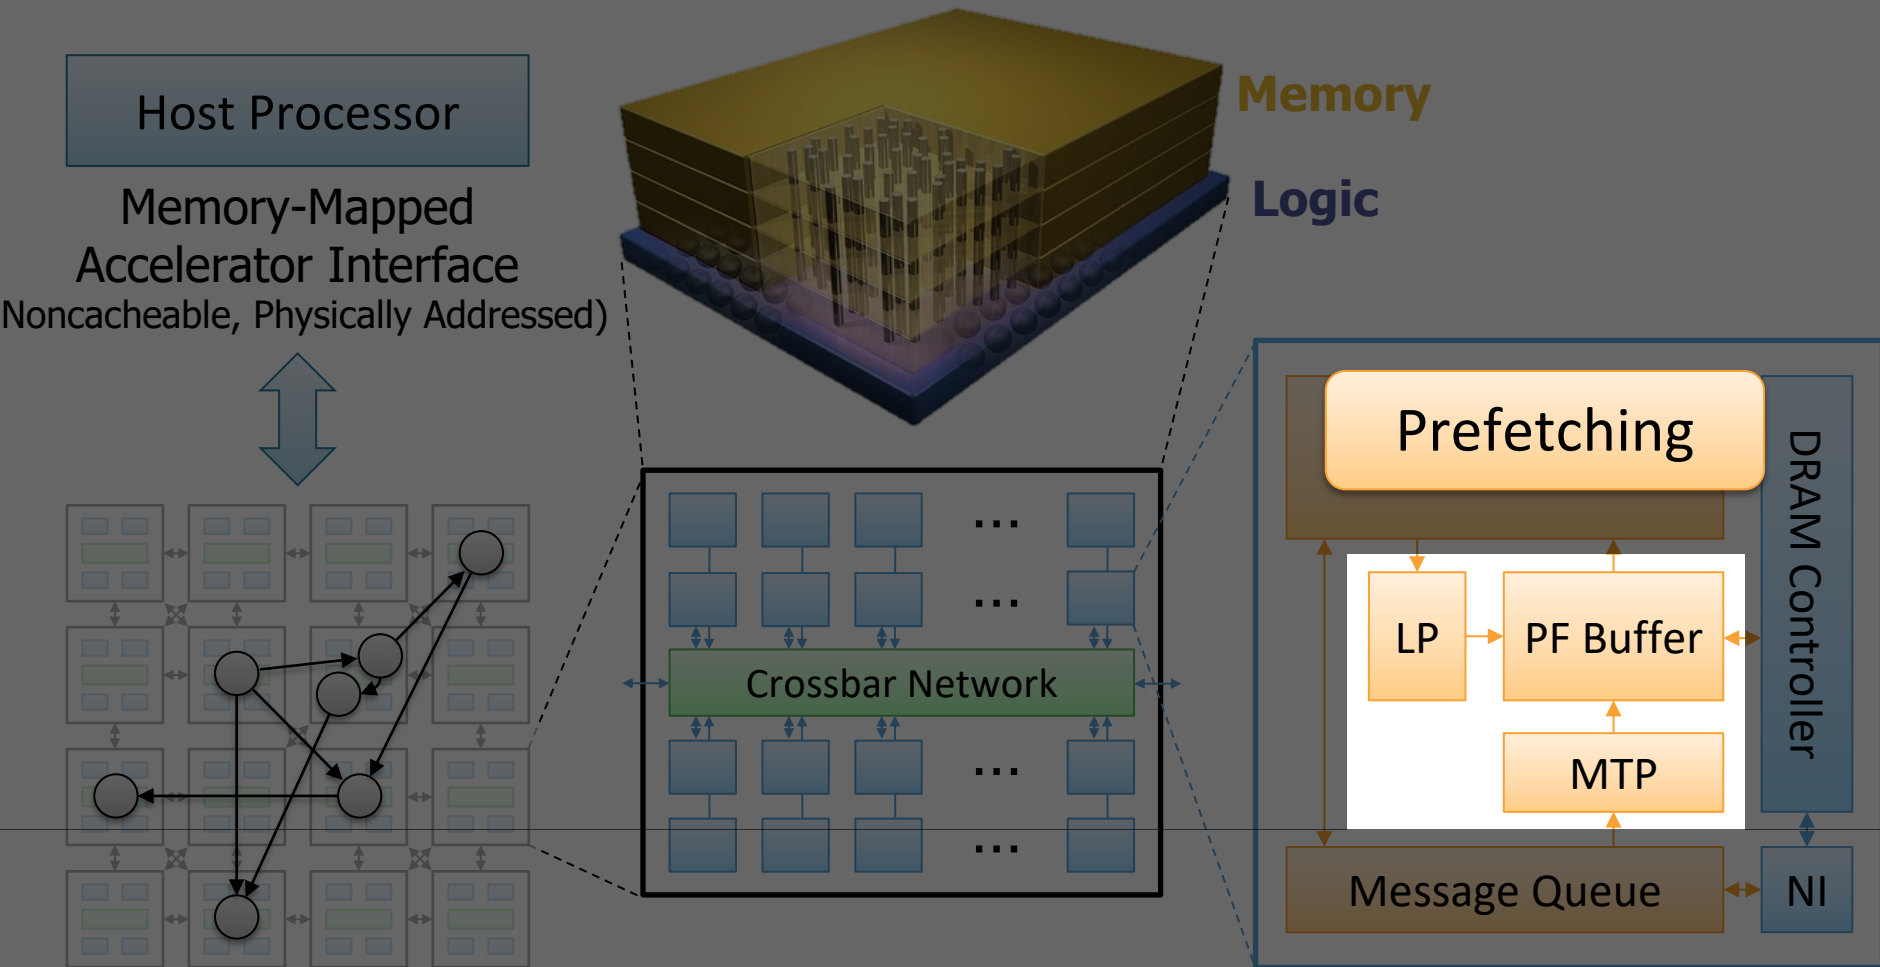 Host Processor
Memory-Mapped
Accelerator Interface
Noncacheable, Physically Addressed)
Memory
Logic
...
...
Crossbar Network
...
...
Prefetching
DRAM Controller
LP
PF Buffer
MTP
Message Queue
NI